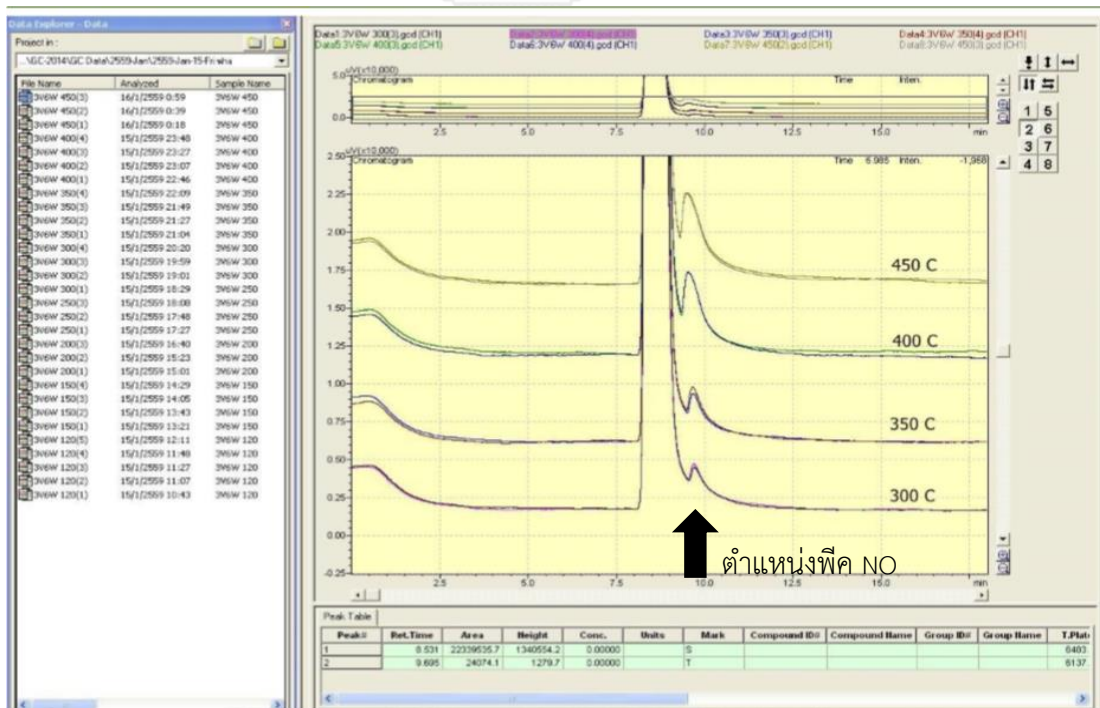 Data Explorer - Data
Project in :
File Name Analyzed Sample Name
3V6W 450(3) 16/1/2559 0:59 3V6W 450
3V6W 450(2) 16/1/2559 0:39 3V6W 450
3V6W 450(1) 16/1/2559 0:18 3V6W 450
3V6W 400(4) 15/1/2559 23:48 3V6W 400
3V6W 400(3) 15/1/2559 23:27 3V6W 400
3V6W 400(2) 15/1/2559 23:07 3V6W 400
3V6W 400(1) 15/1/2559 22:46 3V6W 400
3V6W 350(4) 15/1/2559 22:09 3V6W 350
3V6W 350(3) 15/1/2559 21:49 3V6W 350
3V6W 350(2) 15/1/2559 21:27 3V6W 350
3V6W 350(1) 15/1/2559 21:04 3V6W 350
3V6W 300(4) 15/1/2559 20:20 3V6W 300
3V6W 300(3) 15/1/2559 19:59 3V6W 300
3V6W 300(2) 15/1/2559 19:01 3V6W 300
3V6W 300(1) 15/1/2559 18:29 3V6W 250
3V6W 250(3) 15/1/2559 18:08 3V6W 250
3V6W 250(2) 15/1/2559 17:48 3V6W 250
3V6W 250(1) 15/1/2559 17:27 3V6W 250
3V6W 200(3) 15/1/2559 16:40 3V6W 200
3V6W 200(2) 15/1/2559 15:23 3V6W 200
3V6W 200(1) 15/1/2559 15:01 3V6W 200
3V6W 150(4) 15/1/2559 14:29 3V6W 150
3V6W 150(3) 15/1/2559 14:05 3V6W 150
3V6W 150(2) 15/1/2559 13:43 3V6W 150
3V6W 150(1) 15/1/2559 13:21 3V6W 150
3V6W 120(5) 15/1/2559 12:11 3V6W 120
3V6W 120(4) 15/1/2559 11:48 3V6W 120
3V6W 120(3) 15/1/2559 11:27 3V6W 120
3V6W 120(2) 15/1/2559 11:07 3V6W 120
3V6W 120(1) 15/1/2559 10:43 3V6W 120
Data1:3V6W 300(3).gcd (CH1) Data3:3V6W 350(3).gcd (CH1) Data4:3V6W 350(4).gcd (CH1)
Data5:3V6W 400(3).gcd (CH1) Data6:3V6W 400(4).gcd (CH1) Data7:3V6W 450(2).gcd (CH1) Data8:3V6W 450(3).gcd (CH1)
uV(x10,000)
5.0 Chromatogram Time Inten.
0.0
2.5 5.0 7.5 10.0 12.5 15.0 min
1 5
2 6
3 7
4 8
uV(x10,000)
2.50 Chromatogram Time 6.985 Inten. -1,968
2.25
2.00
1.75
450 C
1.50
1.25
400 C
1.00
0.75
350 C
0.50
0.25
300 C
0.00
ตำแหน่งพีค NO
-0.25
2.5 5.0 7.5 10.0 12.5 15.0 min
Peak Table
Peak# Ret.Time Area Height Conc. Units Mark Compound ID# Compound Name Group ID# Group Name T.Plate
1 8.531 22339535.7 1340554.2 0.00000 S 6403.
2 9.695 24074.1 1279.7 0.00000 T 6137.